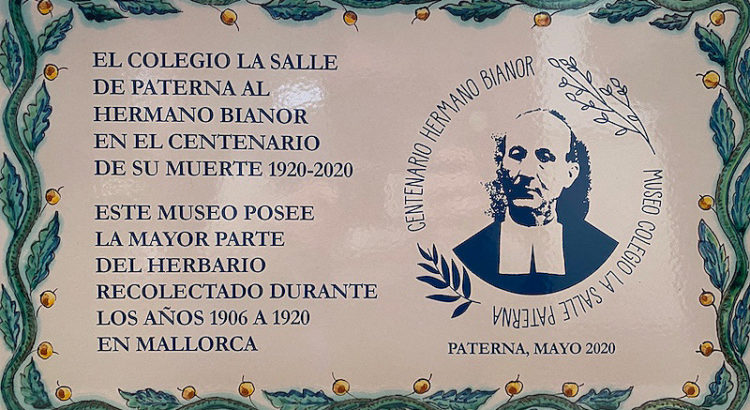 EL COLEGIO LA SALLE
DE PATERNA AL
HERMANO BIANOR
EN EL CENTENARIO
DE SU MUERTE 1920-2020
ESTE MUSEO POSEE
LA MAYOR PARTE
DEL HERBARIO
RECOLECTADO DURANTE
LOS AÑOS 1906 A 1920
EN MALLORCA
CENTENARIO HERMANO BIANOR
MUSEO COLEGIO LA SALLE PATERNA
PATERNA, MAYO 2020